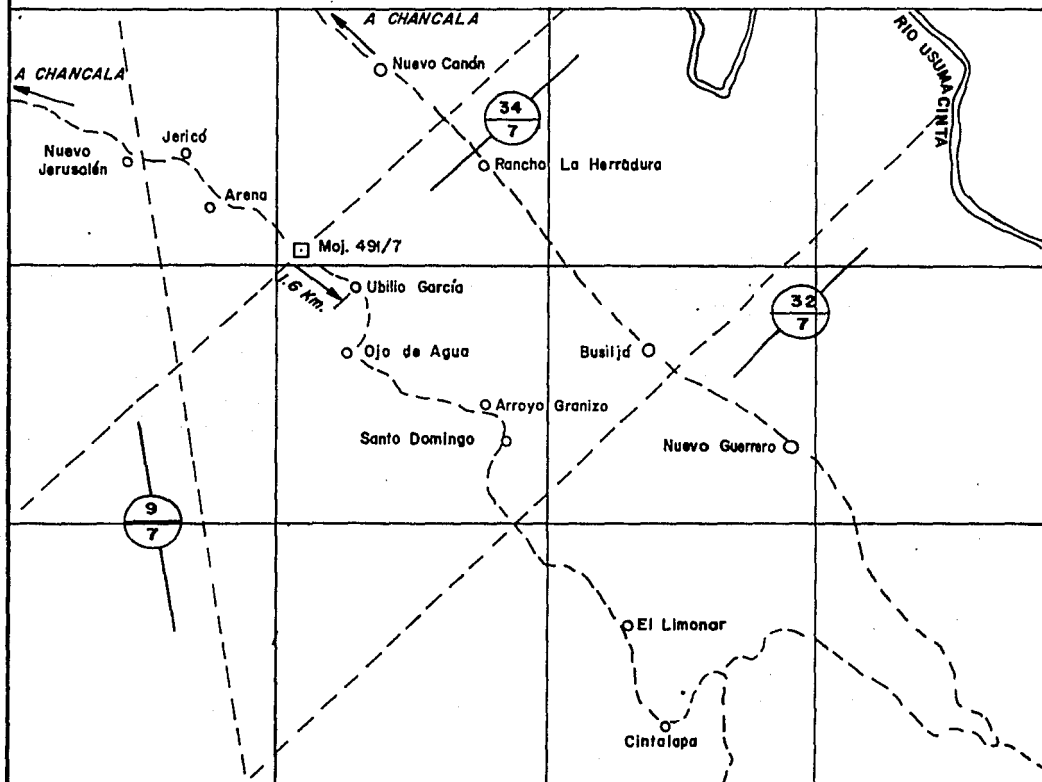 A CHANCALA
A CHANCALA
Nuevo Canán
RIO USUMACINTA
34
7
Jericó
Nuevo
Jerusalén
Rancho La Herradura
Arena
Moj. 491/7
1.6 Km.
Ubilio García
32
7
Ojo de Agua
Busiljá
Arroyo Granizo
Santo Domingo
Nuevo Guerrero
9
7
El Limonar
Cintalapa